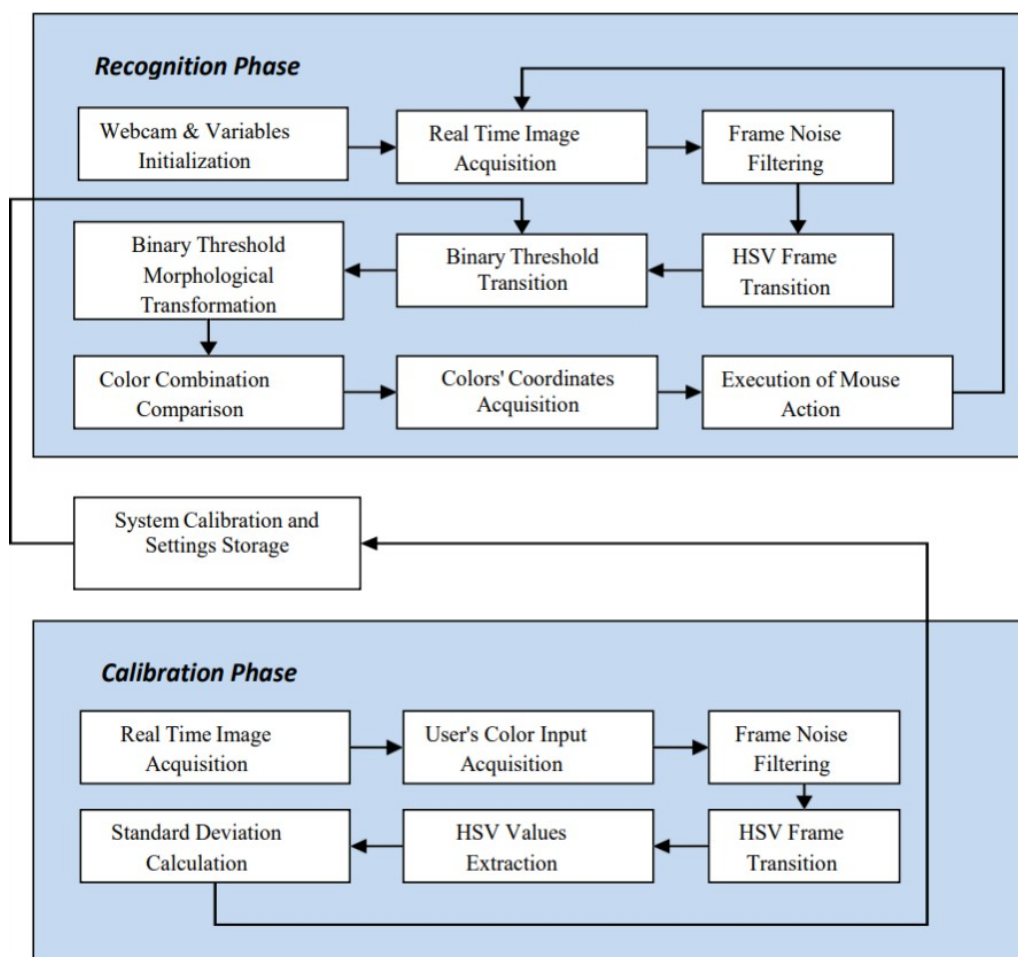 Recognition Phase
Webcam & Variables
Initialization
Real Time Image
Acquisition
Frame Noise
Filtering
Binary Threshold
Morphological
Transformation
Binary Threshold
Transition
HSV Frame
Transition
Color Combination
Comparison
Colors' Coordinates
Acquisition
Execution of Mouse
Action
System Calibration and
Settings Storage
Calibration Phase
Real Time Image
Acquisition
User's Color Input
Acquisition
Frame Noise
Filtering
Standard Deviation
Calculation
HSV Values
Extraction
HSV Frame
Transition